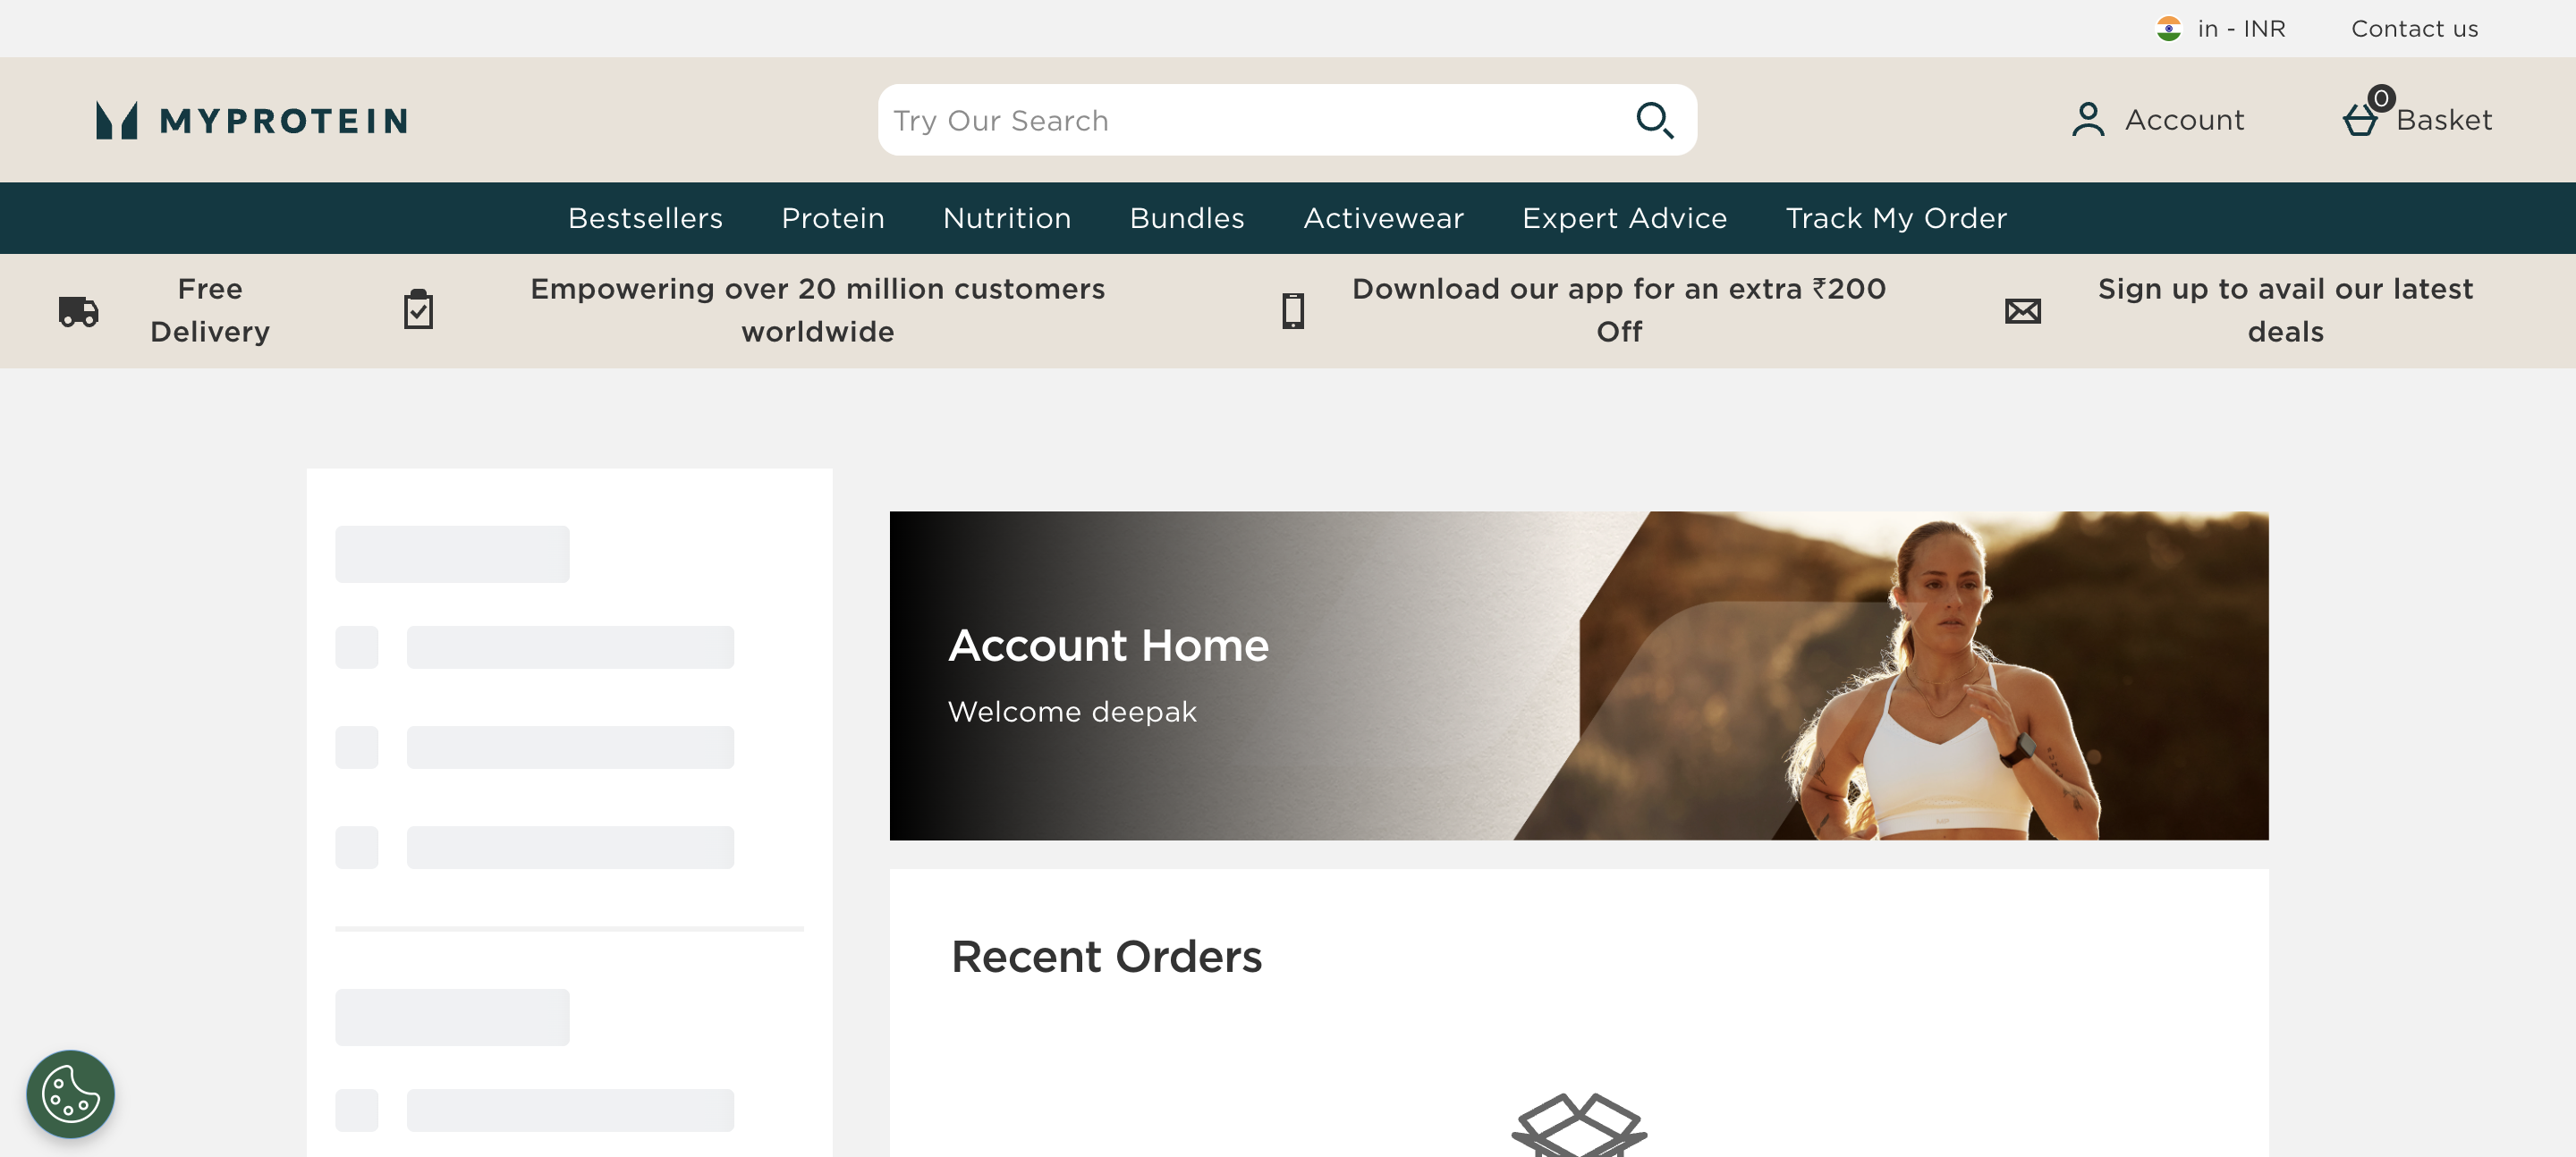 in - INR
Contact us
MYPROTEIN
Try Our Search
Account
0
Basket
Bestsellers
Protein
Nutrition
Bundles
Activewear
Expert Advice
Track My Order
Free
Delivery
Empowering over 20 million customers
worldwide
Download our app for an extra ₹200
Off
Sign up to avail our latest
deals
Account Home
Welcome deepak
Recent Orders